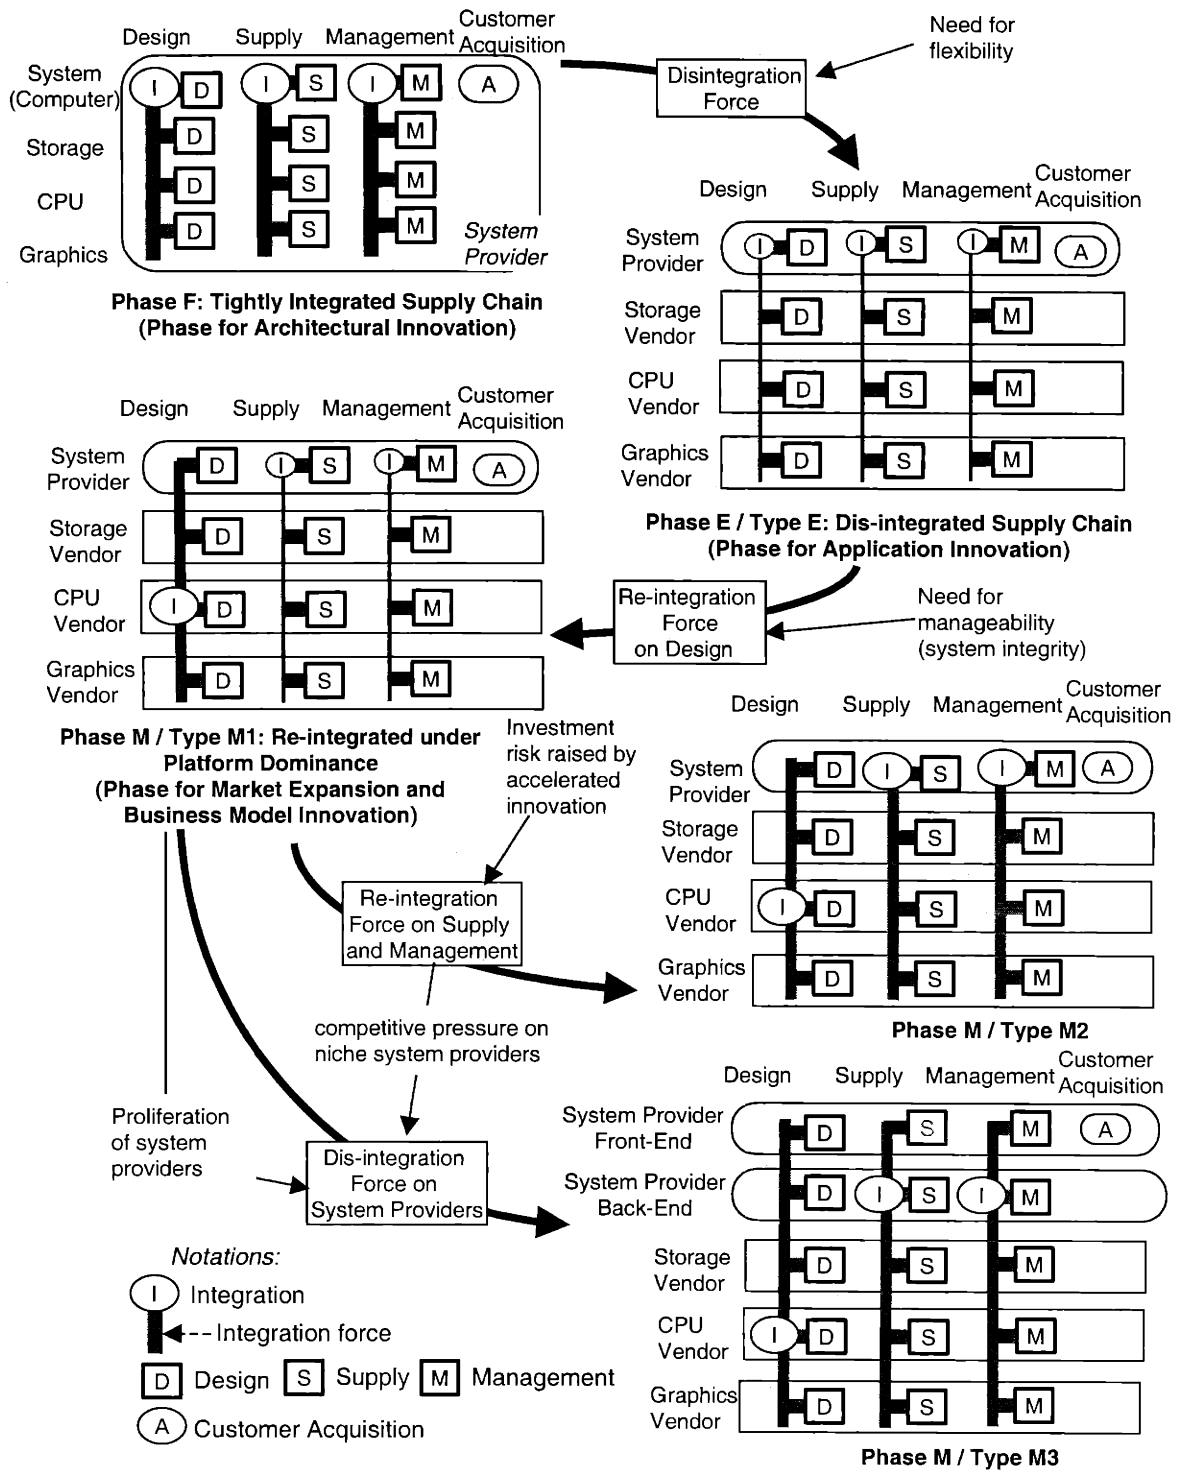 Design Supply Management Customer
Acquisition
System
(Computer)
I D I S I M A
Storage
D S M
CPU
D S M
Graphics
D S M
System
Provider
Phase F: Tightly Integrated Supply Chain
(Phase for Architectural Innovation)
Need for
flexibility
Disintegration
Force
Design Supply Management Customer
Acquisition
System
Provider
I D I S I M A
Storage
Vendor
D S M
CPU
Vendor
D S M
Graphics
Vendor
D S M
Phase E / Type E: Dis-integrated Supply Chain
(Phase for Application Innovation)
Re-integration
Force
on Design
Need for
manageability
(system integrity)
Design Supply Management Customer
Acquisition
System
Provider
D I S I M A
Storage
Vendor
D S M
CPU
Vendor
I D S M
Graphics
Vendor
D S M
Phase M / Type M1: Re-integrated under
Platform Dominance
(Phase for Market Expansion and
Business Model Innovation)
Investment
risk raised by
accelerated
innovation
Re-integration
Force on Supply
and Management
Design Supply Management Customer
Acquisition
System
Provider
D I S I M A
Storage
Vendor
D S M
CPU
Vendor
I D S M
Graphics
Vendor
D S M
Phase M / Type M2
competitive pressure on
niche system providers
Proliferation
of system
providers
Dis-integration
Force on
System Providers
Design Supply Management Customer
Acquisition
System Provider
Front-End
D S M A
System Provider
Back-End
D I S I M
Storage
Vendor
D S M
CPU
Vendor
I D S M
Graphics
Vendor
D S M
Phase M / Type M3
Notations:
I Integration
Integration force
D Design S Supply M Management
A Customer Acquisition